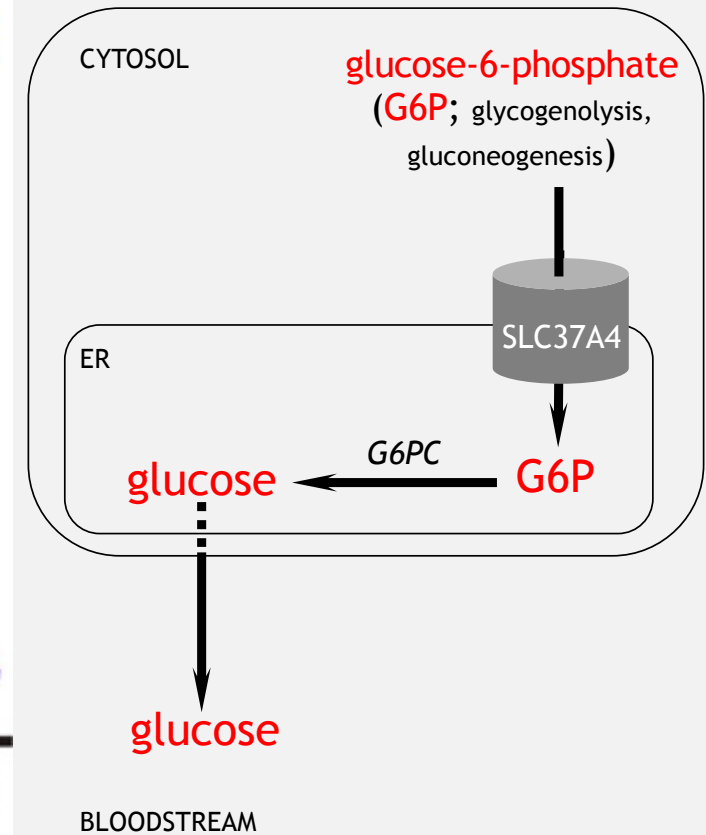 CYTOSOL
glucose-6-phosphate
(G6P; glycogenolysis,
gluconeogenesis)
SLC37A4
ER
G6PC
glucose
G6P
glucose
BLOODSTREAM